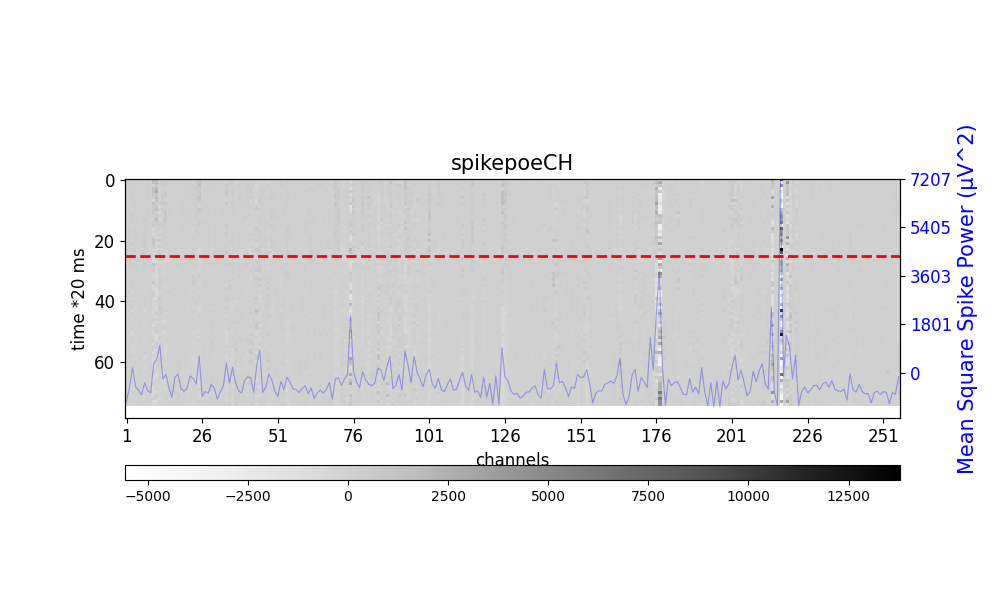 spikepoeCH
0
20
40
60
time *20 ms
7207
5405
3603
1801
0
Mean Square Spike Power (μV^2)
1 26 51 76 101 126 151 176 201 226 251
channels
−5000 −2500 0 2500 5000 7500 10000 12500